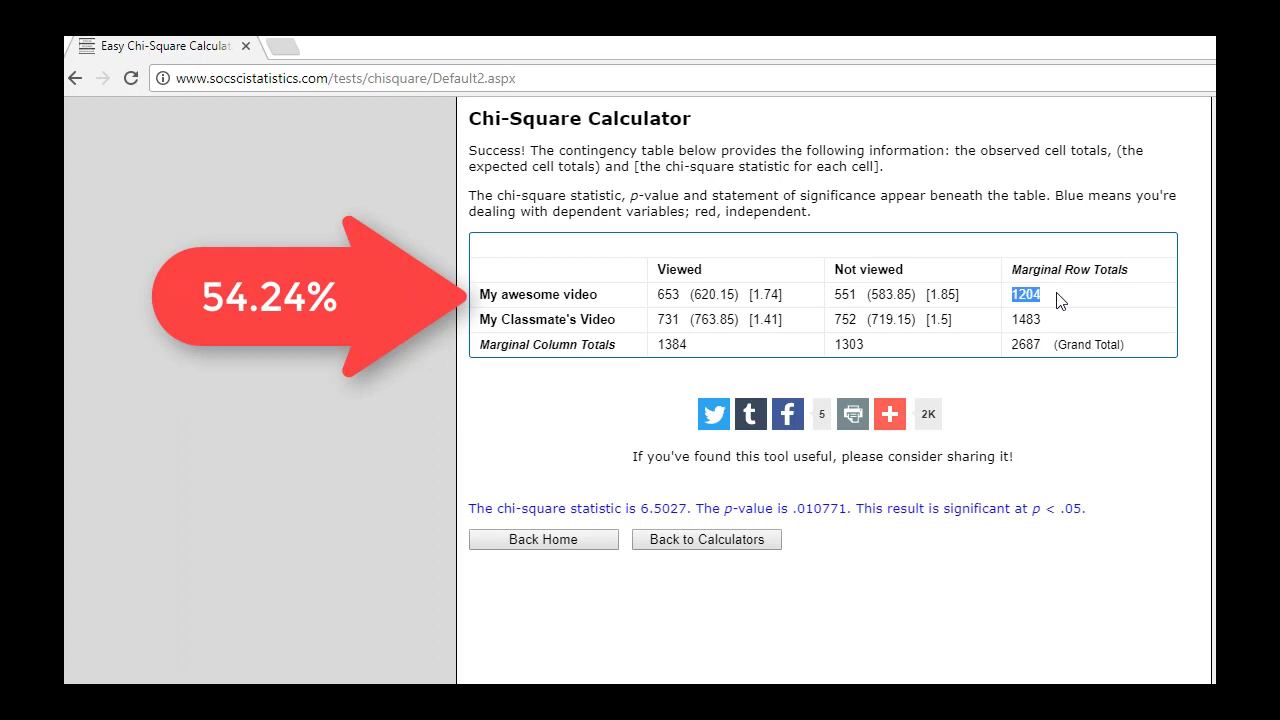 Easy Chi-Square Calculat
www.socscistatistics.com/tests/chisquare/Default2.aspx
Chi-Square Calculator
Success! The contingency table below provides the following information: the observed cell totals, (the
expected cell totals) and [the chi-square statistic for each cell].
The chi-square statistic, p-value and statement of significance appear beneath the table. Blue means you're
dealing with dependent variables; red, independent.
Viewed Not viewed Marginal Row Totals
54.24%
My awesome video 653 (620.15) [1.74] 551 (583.85) [1.85] 1204
My Classmate's Video 731 (763.85) [1.41] 752 (719.15) [1.5] 1483
Marginal Column Totals 1384 1303 2687 (Grand Total)
5 2K
If you've found this tool useful, please consider sharing it!
The chi-square statistic is 6.5027. The p-value is .010771. This result is significant at p < .05.
Back Home Back to Calculators